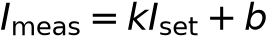 I_meas = kI_set + b